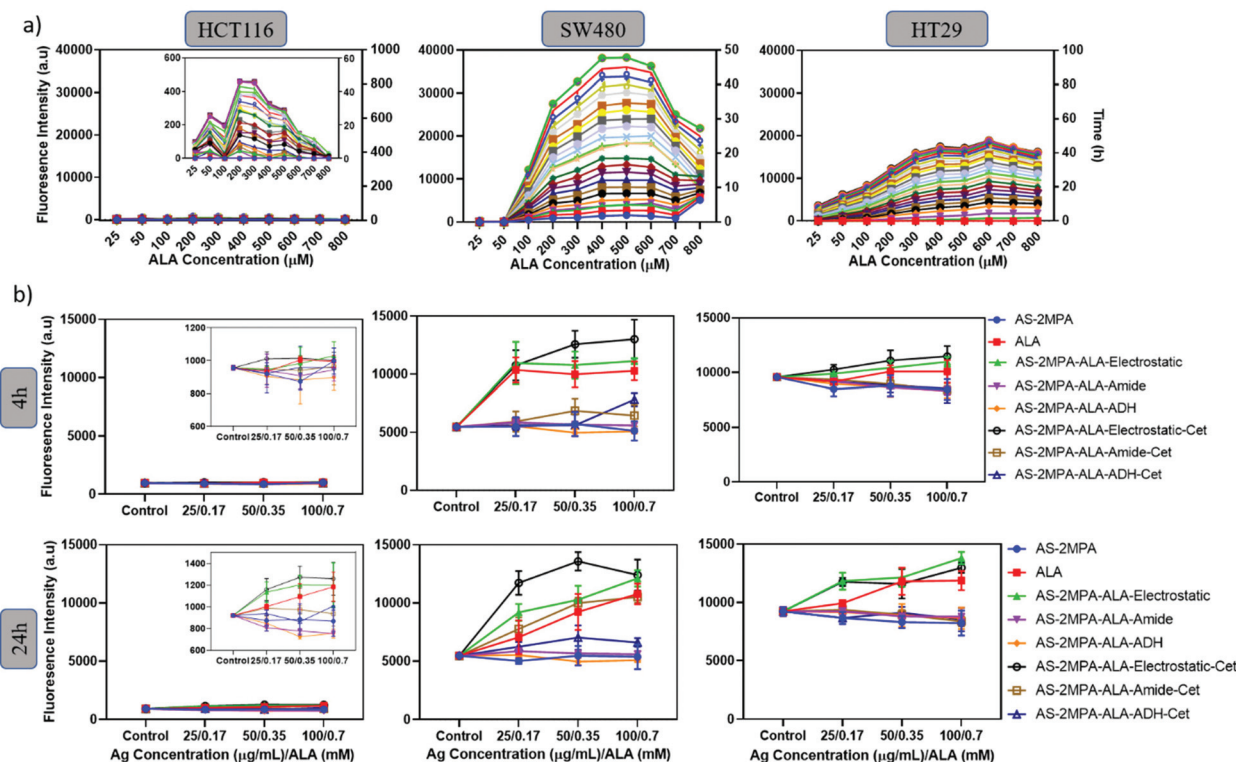 a)
HCT116
SW480
HT29
Fluorescence Intensity (a.u)
40000
30000
20000
10000
0
600
400
200
0
60
40
20
0
25 50 100 200 300 400 500 600 700 800
1000
800
600
400
200
0
25 50 100 200 300 400 500 600 700 800
ALA Concentration (μM)
40000
30000
20000
10000
0
50
40
30
20
10
0
25 50 100 200 300 400 500 600 700 800
ALA Concentration (μM)
40000
30000
20000
10000
0
100
80
60
40
20
0
Time (h)
25 50 100 200 300 400 500 600 700 800
ALA Concentration (μM)
b)
4h
Fluoresence Intensity (a.u)
15000
10000
5000
0
1200
1000
800
600
Control 25/0.17 50/0.35 100/0.7
Control 25/0.17 50/0.35 100/0.7
15000
10000
5000
0
Control 25/0.17 50/0.35 100/0.7
15000
10000
5000
0
Control 25/0.17 50/0.35 100/0.7
AS-2MPA
ALA
AS-2MPA-ALA-Electrostatic
AS-2MPA-ALA-Amide
AS-2MPA-ALA-ADH
AS-2MPA-ALA-Electrostatic-Cet
AS-2MPA-ALA-Amide-Cet
AS-2MPA-ALA-ADH-Cet
24h
Fluoresence Intensity (a.u)
15000
10000
5000
0
1400
1200
1000
800
600
Control 25/0.17 50/0.35 100/0.7
Control 25/0.17 50/0.35 100/0.7
Ag Concentration (μg/mL)/ALA (mM)
15000
10000
5000
0
Control 25/0.17 50/0.35 100/0.7
Ag Concentration (μg/mL)/ALA (mM)
15000
10000
5000
0
Control 25/0.17 50/0.35 100/0.7
Ag Concentration (μg/mL)/ALA (mM)
AS-2MPA
ALA
AS-2MPA-ALA-Electrostatic
AS-2MPA-ALA-Amide
AS-2MPA-ALA-ADH
AS-2MPA-ALA-Electrostatic-Cet
AS-2MPA-ALA-Amide-Cet
AS-2MPA-ALA-ADH-Cet